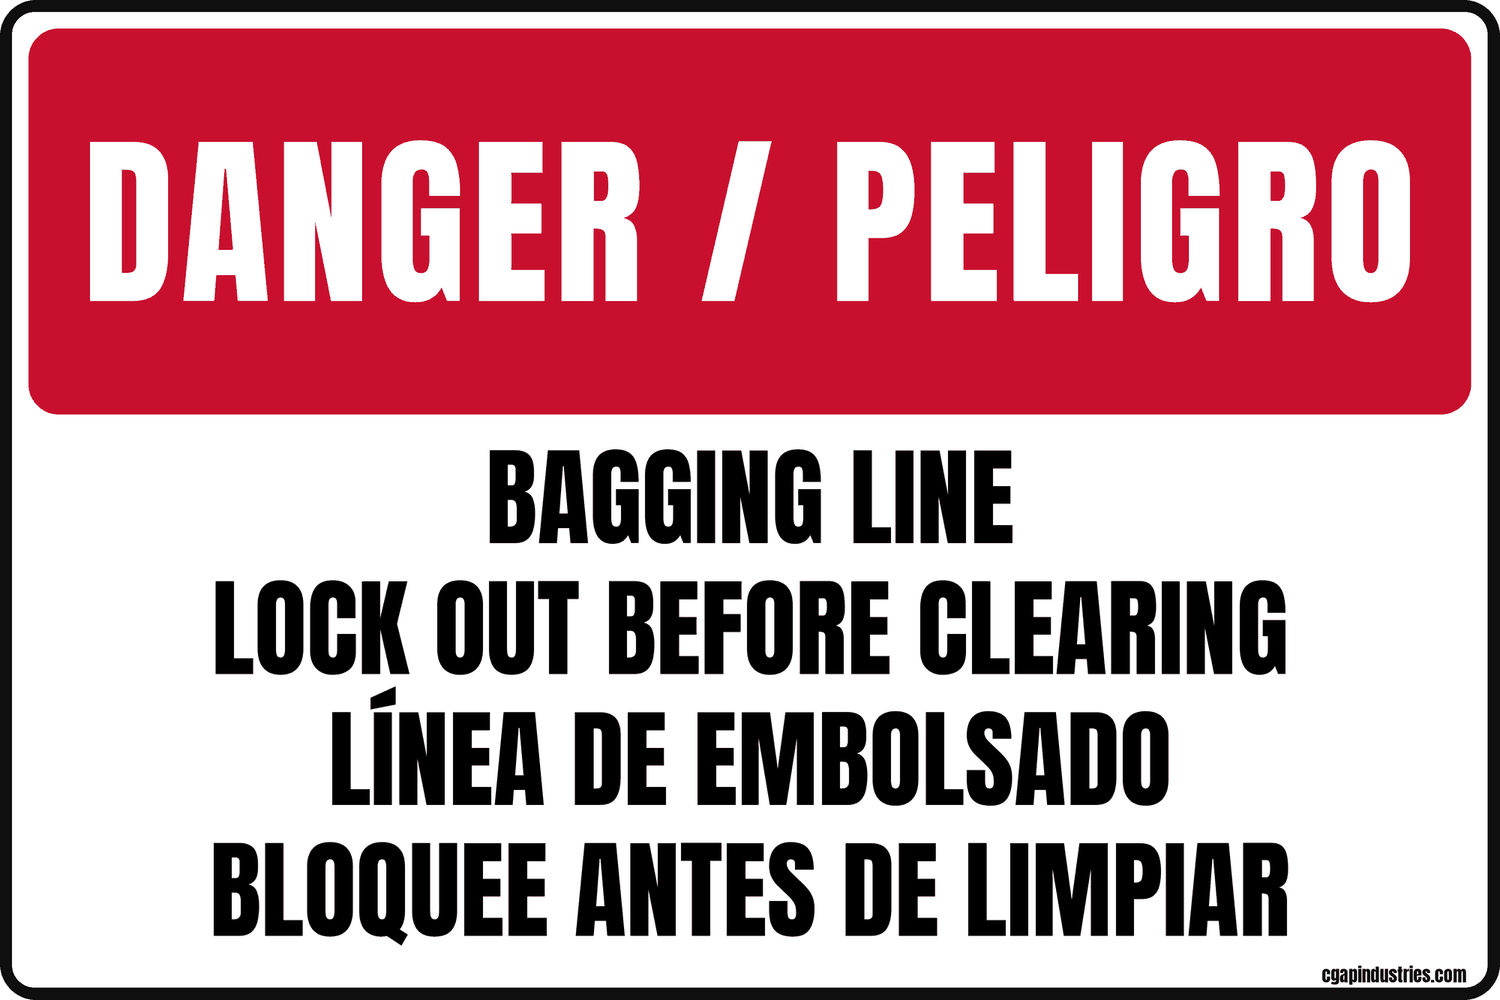 DANGER / PELIGRO
BAGGING LINE
LOCK OUT BEFORE CLEARING
LÍNEA DE EMBOLSADO
BLOQUEE ANTES DE LIMPIAR
cgapindustries.com